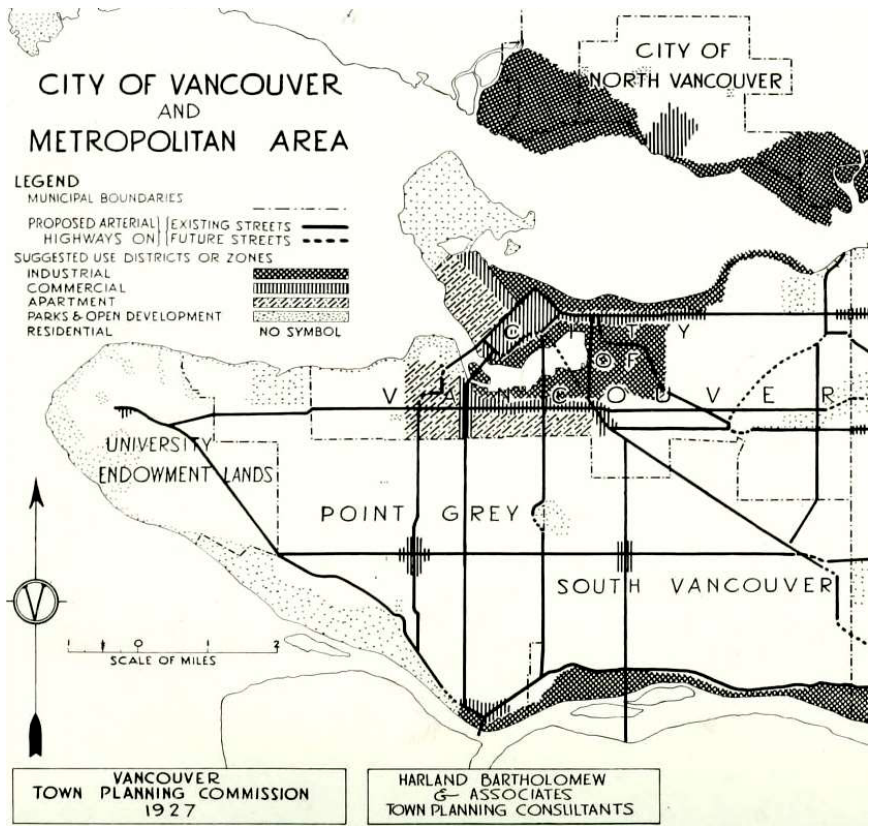 CITY OF VANCOUVER
AND
METROPOLITAN AREA
LEGEND
MUNICIPAL BOUNDARIES
PROPOSED ARTERIAL EXISTING STREETS
HIGHWAYS ON FUTURE STREETS
SUGGESTED USE DISTRICTS OR ZONES
INDUSTRIAL
COMMERCIAL
APARTMENT
PARKS & OPEN DEVELOPMENT
RESIDENTIAL NO SYMBOL
CITY OF
NORTH VANCOUVER
CITY
OF
VANCOUVER
UNIVERSITY
ENDOWMENT LANDS
POINT GREY
SOUTH VANCOUVER
V
1 0 1 2
SCALE OF MILES
VANCOUVER
TOWN PLANNING COMMISSION
1927
HARLAND BARTHOLOMEW
& ASSOCIATES
TOWN PLANNING CONSULTANTS